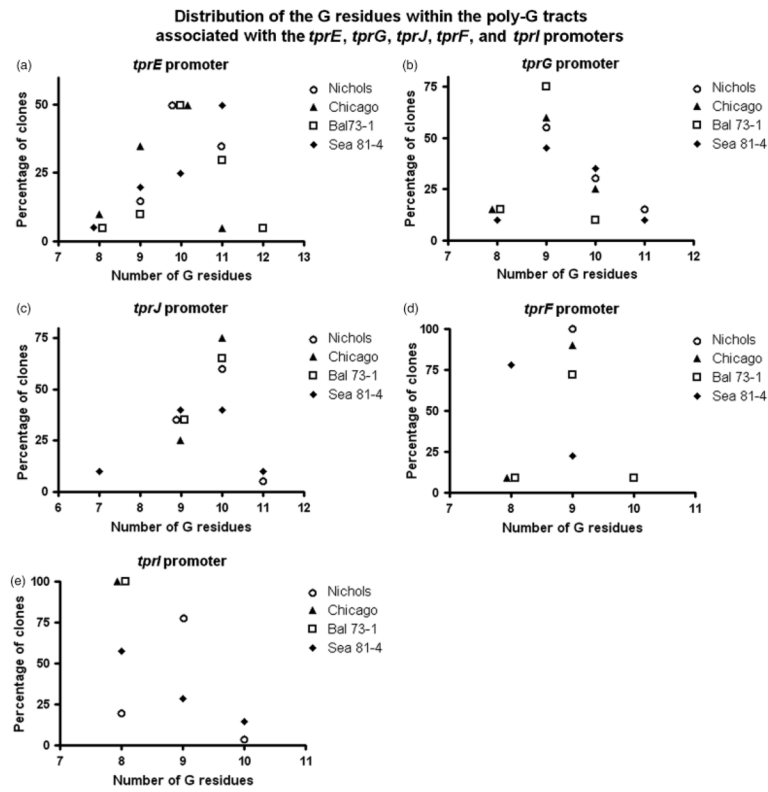 Distribution of the G residues within the poly-G tracts
associated with the tprE, tprG, tprJ, tprF, and tprI promoters
(a)
tprE promoter
Percentage of clones
50
25
0
7 8 9 10 11 12 13
Number of G residues
Nichols
Chicago
Bal73-1
Sea 81-4
(b)
tprG promoter
Percentage of clones
75
50
25
0
7 8 9 10 11 12
Number of G residues
Nichols
Chicago
Bal 73-1
Sea 81-4
(c)
tprJ promoter
Percentage of clones
75
50
25
0
6 7 8 9 10 11 12
Number of G residues
Nichols
Chicago
Bal 73-1
Sea 81-4
(d)
tprF promoter
Percentage of clones
100
75
50
25
0
7 8 9 10 11
Number of G residues
Nichols
Chicago
Bal 73-1
Sea 81-4
(e)
tprI promoter
Percentage of clones
100
75
50
25
0
7 8 9 10 11
Number of G residues
Nichols
Chicago
Bal 73-1
Sea 81-4